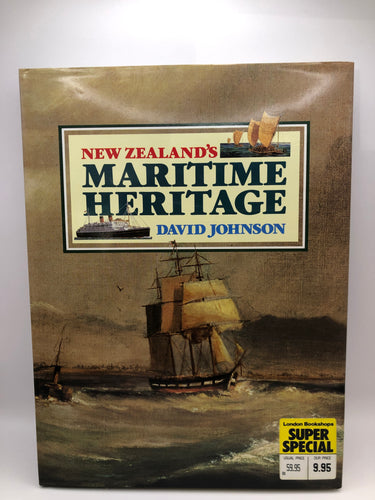 NEW ZEALAND'S
MARITIME
HERITAGE
DAVID JOHNSON
London Bookshops
SUPER
SPECIAL
USUAL PRICE OUR PRICE
59.95 9.95